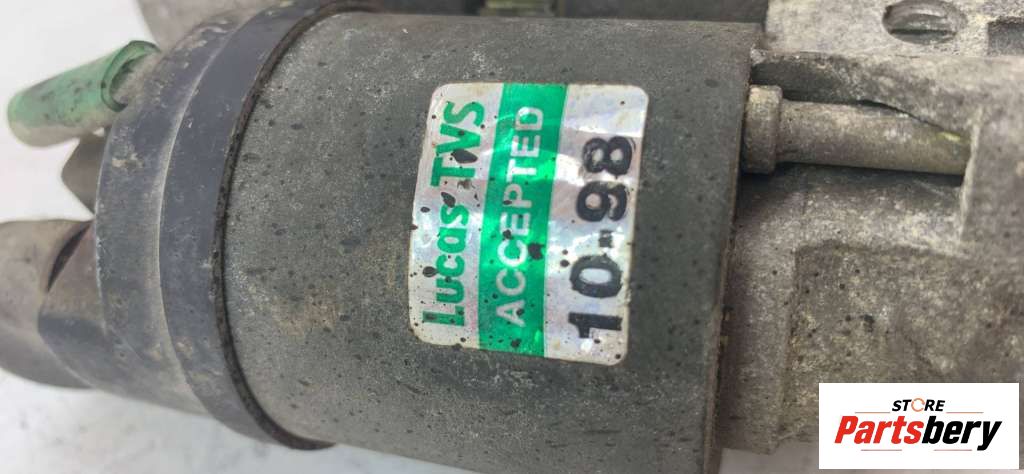 Lucas TVS
ACCEPTED
10-98
STORE
Partsbery